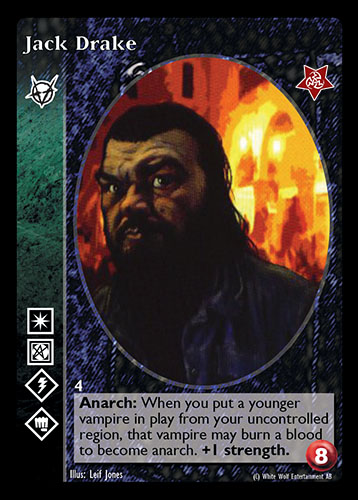 Jack Drake
4
Anarch: When you put a younger
vampire in play from your uncontrolled
region, that vampire may burn a blood
to become anarch. +1 strength.
8
Illus: Leif Jones
(C) White Wolf Entertainment AB